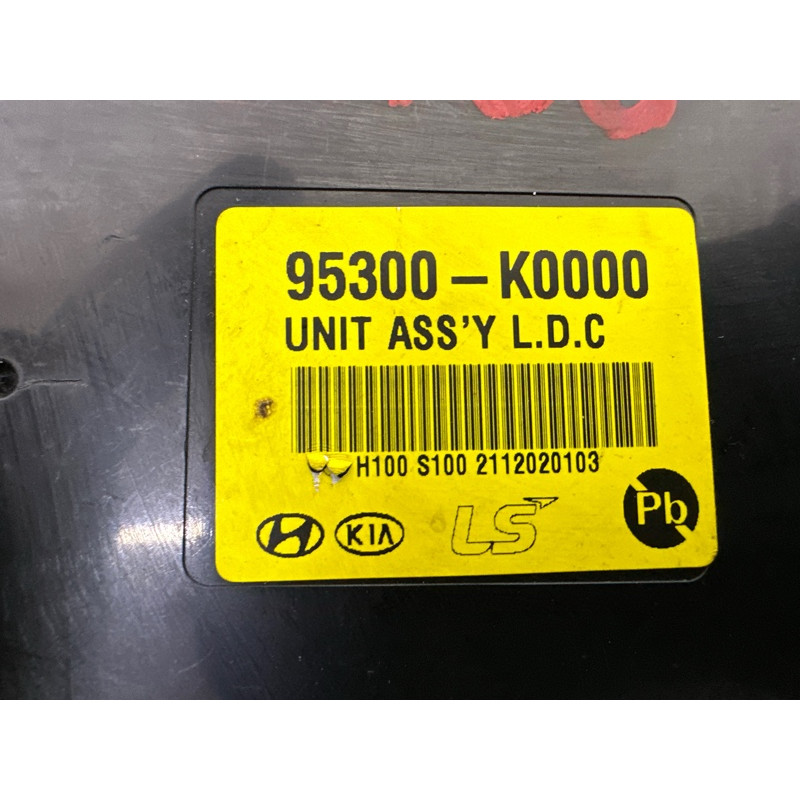 95300-K0000
UNIT ASS'Y L.D.C
H100 S100 2112020103
KIA LS Pb